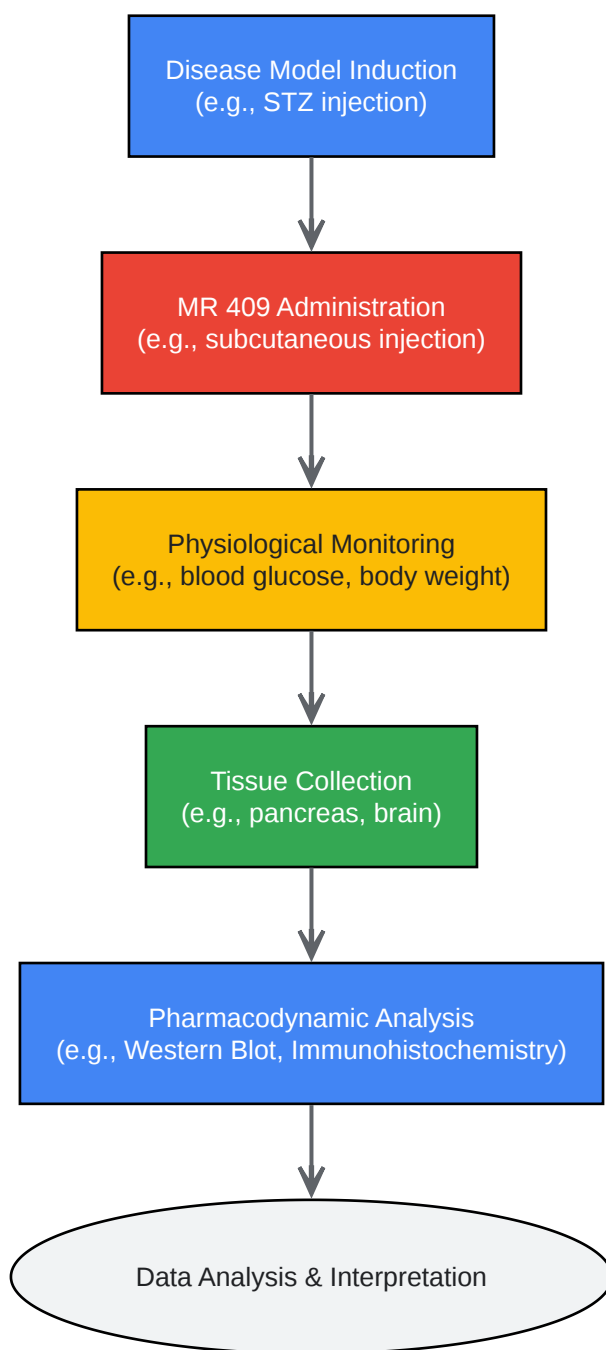 Disease Model Induction
(e.g., STZ injection)
MR 409 Administration
(e.g., subcutaneous injection)
Physiological Monitoring
(e.g., blood glucose, body weight)
Tissue Collection
(e.g., pancreas, brain)
Pharmacodynamic Analysis
(e.g., Western Blot, Immunohistochemistry)
Data Analysis & Interpretation